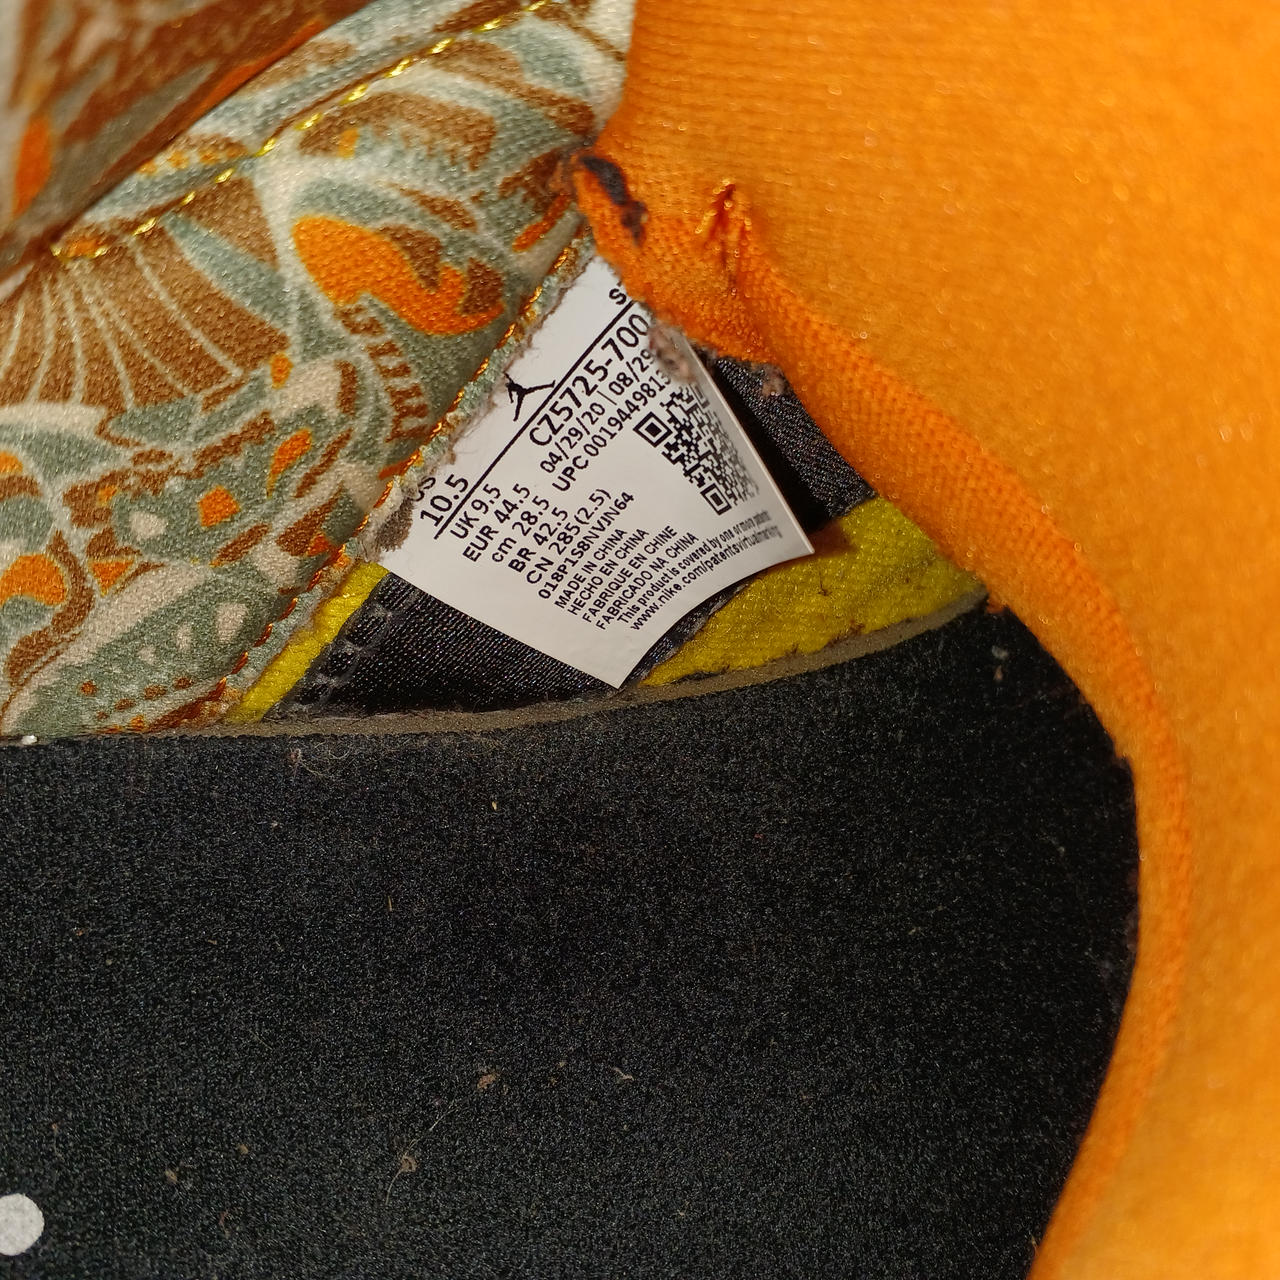 US
10.5
CZ5725-700
04/29/20 | 08/29
UPC 0019449813
UK 9.5
EUR 44.5
cm 28.5
BR 42.5
CN 285(2.5)
018P1S8NVJN64
MADE IN CHINA
HECHO EN CHINA
FABRIQUE EN CHINE
FABRICADO NA CHINA
This product is covered by one or more patents
www.nike.com/patentsvirtualmarking